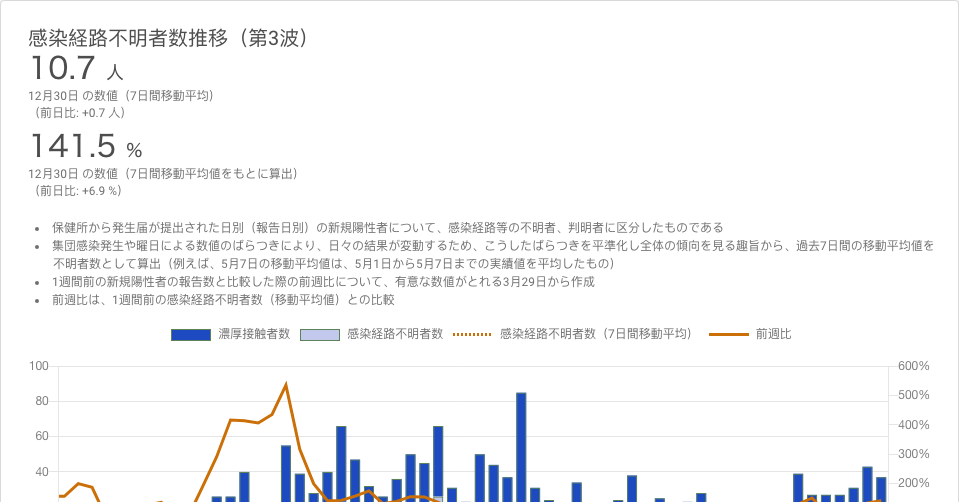 感染経路不明者数推移（第3波）
10.7 人
12月30日 の数値（7日間移動平均）
（前日比: +0.7 人）
141.5 %
12月30日 の数値（7日間移動平均値をもとに算出）
（前日比: +6.9 %）
• 保健所から発生届が提出された日別（報告日別）の新規陽性者について、感染経路等の不明者、判明者に区分したものである
• 集団感染発生や曜日による数値のばらつきにより、日々の結果が変動するため、こうしたばらつきを平準化し全体の傾向を見る趣旨から、過去7日間の移動平均値を
不明者数として算出（例えば、5月7日の移動平均値は、5月1日から5月7日までの実績値を平均したもの）
• 1週間前の新規陽性者の報告数と比較した際の前週比について、有意な数値がとれる3月29日から作成
• 前週比は、1週間前の感染経路不明者数（移動平均値）との比較
濃厚接触者数 感染経路不明者数 感染経路不明者数（7日間移動平均） 前週比
100 600%
500%
80
400%
60
300%
40
200%